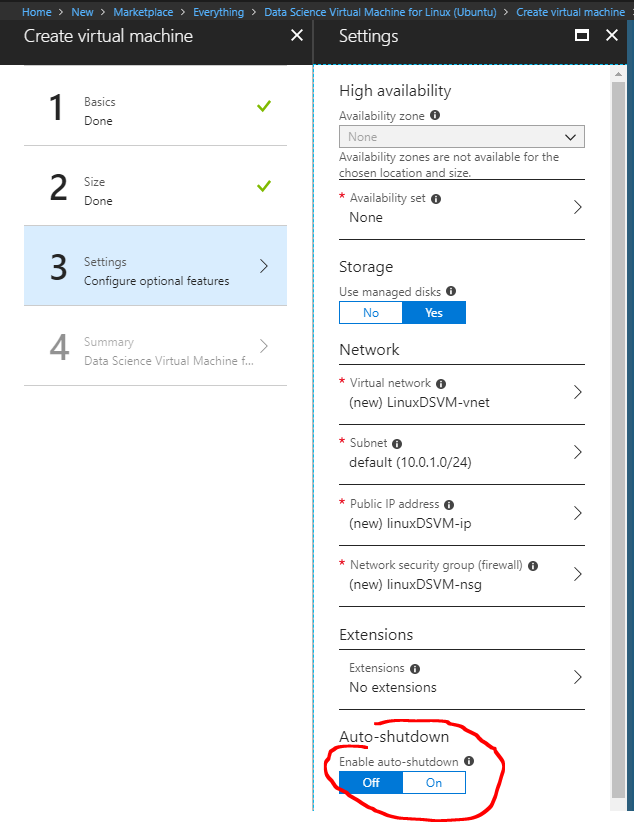 Home > New > Marketplace > Everything > Data Science Virtual Machine for Linux (Ubuntu) > Create virtual machine >
Create virtual machine
1
Basics
Done
2
Size
Done
3
Settings
Configure optional features
4
Summary
Data Science Virtual Machine f...
Settings
High availability
Availability zone
None
Availability zones are not available for the
chosen location and size.
* Availability set
None
Storage
Use managed disks
No Yes
Network
* Virtual network
(new) LinuxDSVM-vnet
* Subnet
default (10.0.1.0/24)
* Public IP address
(new) linuxDSVM-ip
* Network security group (firewall)
(new) linuxDSVM-nsg
Extensions
Extensions
No extensions
Auto-shutdown
Enable auto-shutdown
Off On